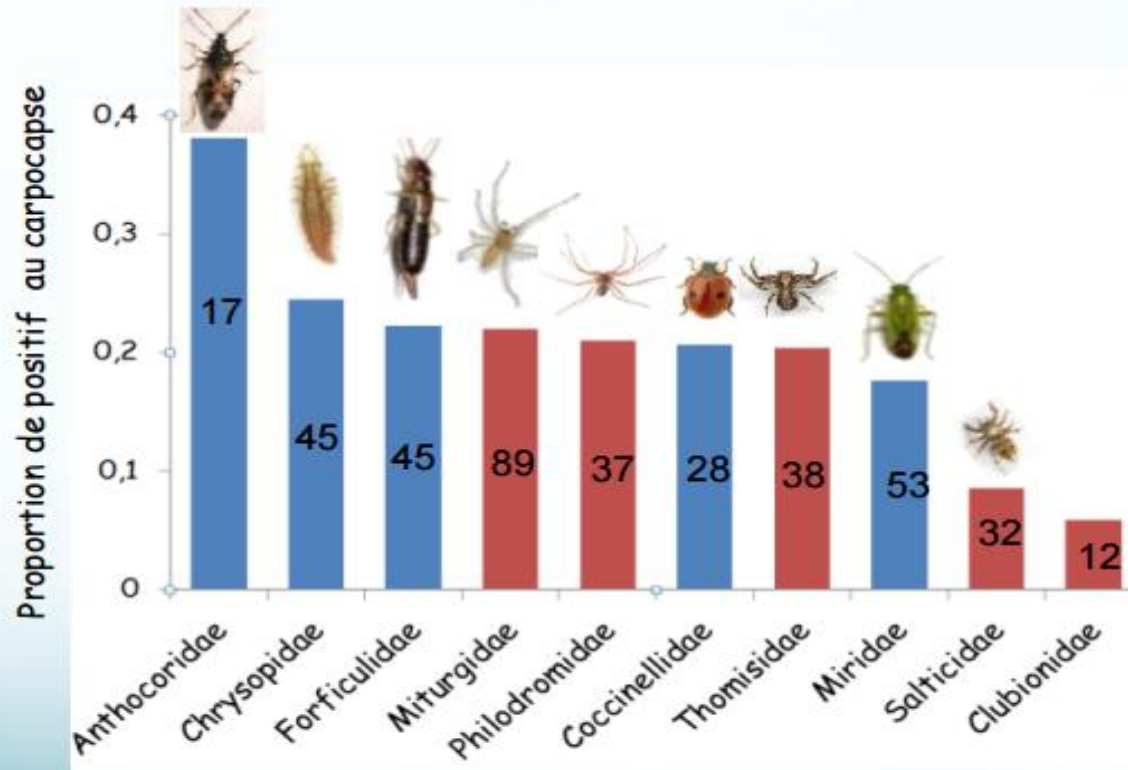 Proportion de positif au carpocapse
0,4
0,3
0,2
0,1
0
17
45
45
89
37
28
38
53
32
12
Anthocoridae
Chrysopidae
Forficulidae
Miturgidae
Philodromidae
Coccinellidae
Thomisidae
Miridae
Salticidae
Clubionidae